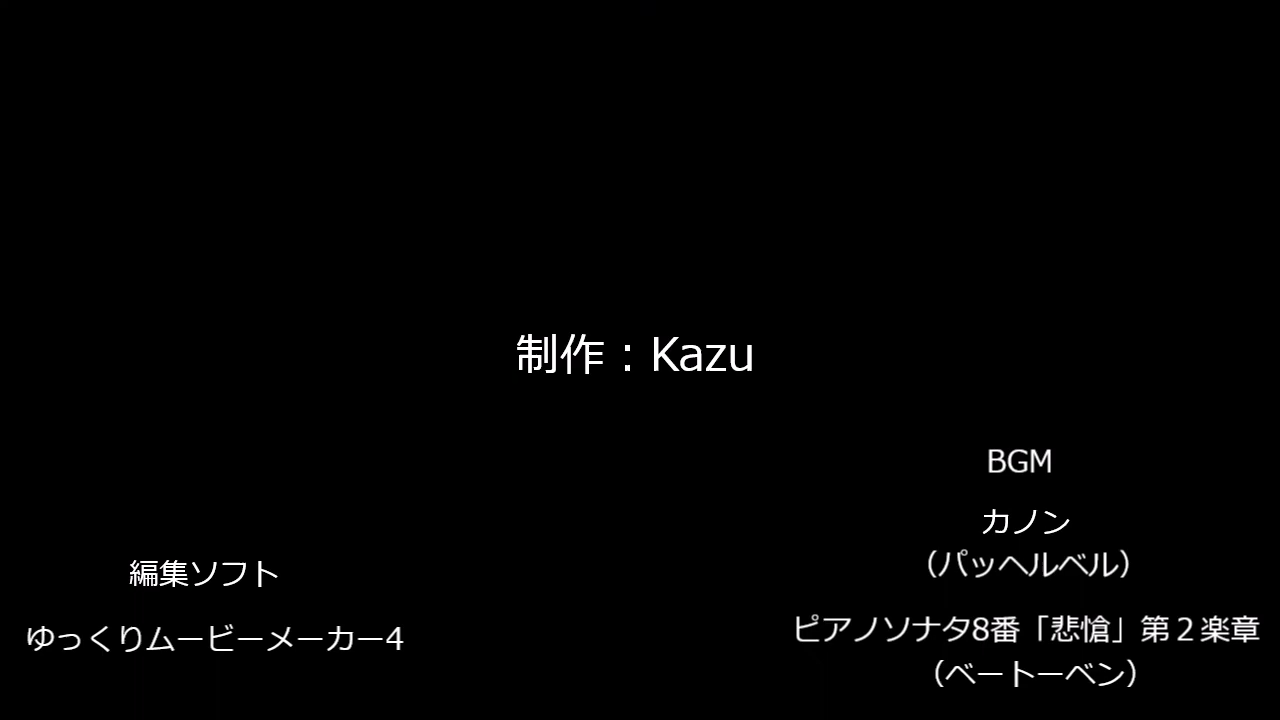 制作：Kazu
編集ソフト
ゆっくりムービーメーカー4
BGM
カノン
（パッヘルベル）
ピアノソナタ8番「悲愴」第２楽章
（ベートーベン）